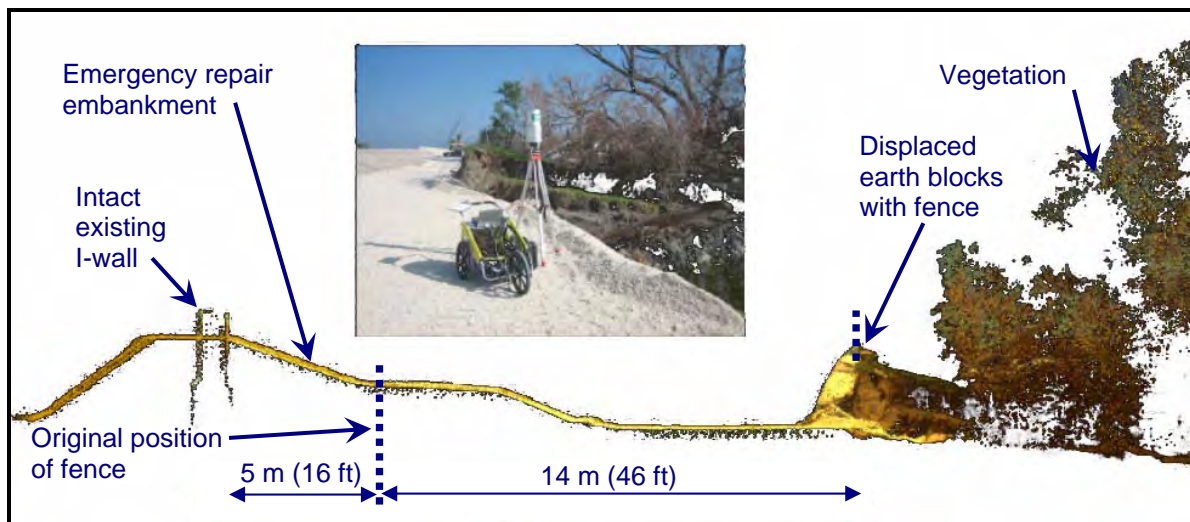 Emergency repair
embankment
Vegetation
Displaced
earth blocks
with fence
Intact
existing
I-wall
Original position
of fence
5 m (16 ft)
14 m (46 ft)